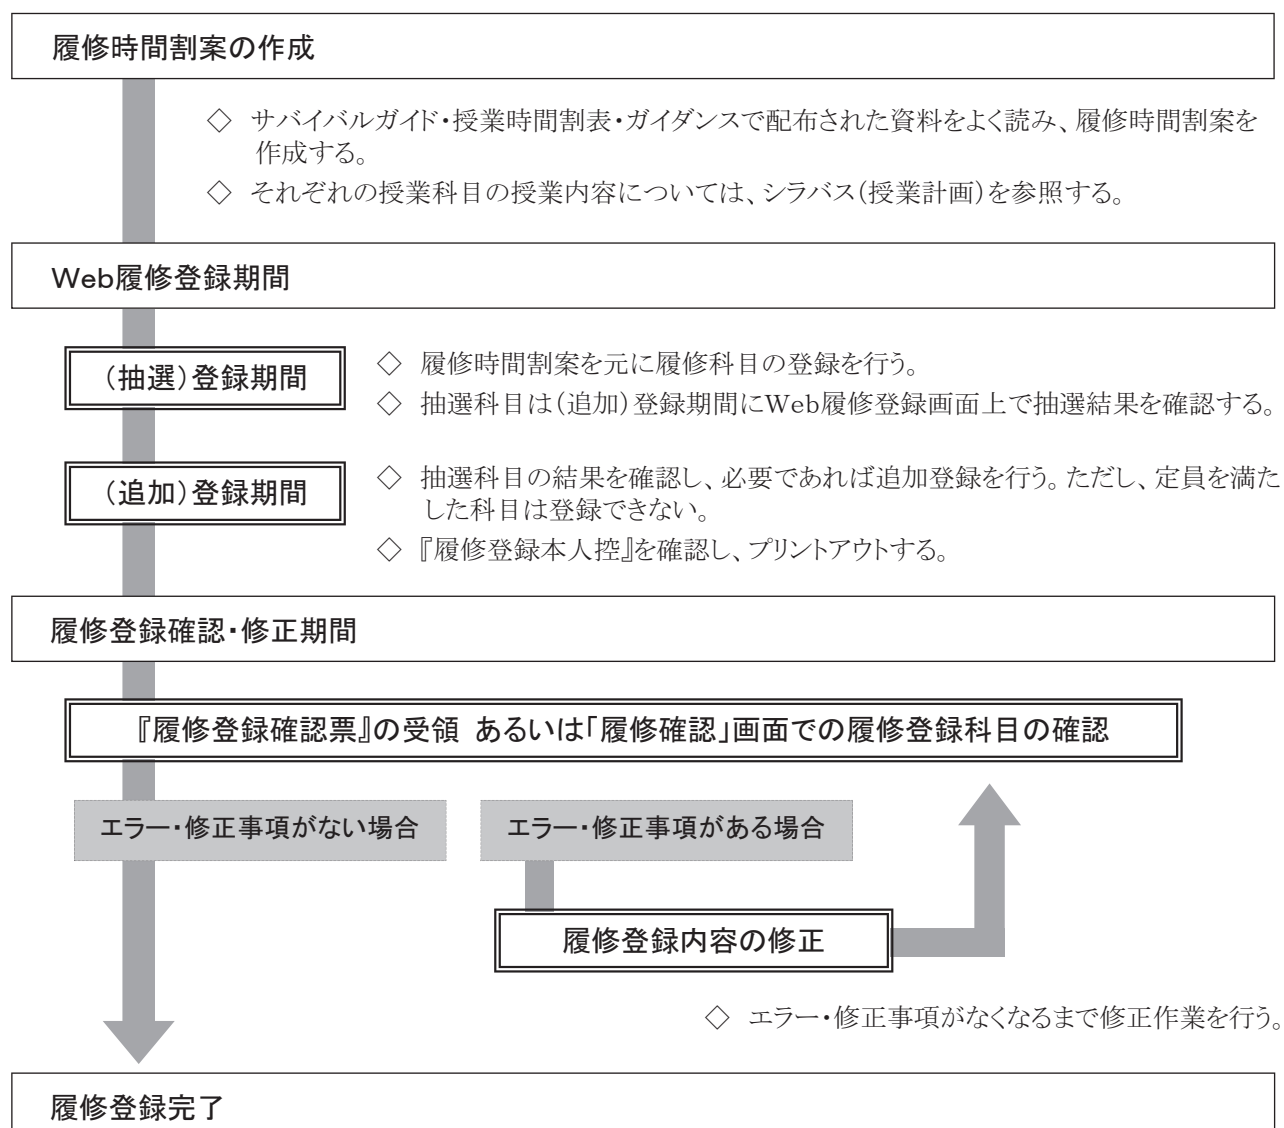 履修時間割案の作成
◇ サバイバルガイド・授業時間割表・ガイダンスで配布された資料をよく読み、履修時間割案を
作成する。
◇ それぞれの授業科目の授業内容については、シラバス(授業計画)を参照する。
Web履修登録期間
(抽選)登録期間
◇ 履修時間割案を元に履修科目の登録を行う。
◇ 抽選科目は(追加)登録期間にWeb履修登録画面上で抽選結果を確認する。
(追加)登録期間
◇ 抽選科目の結果を確認し、必要であれば追加登録を行う。ただし、定員を満た
した科目は登録できない。
◇ 『履修登録本人控』を確認し、プリントアウトする。
履修登録確認・修正期間
『履修登録確認票』の受領 あるいは「履修確認」画面での履修登録科目の確認
エラー・修正事項がない場合
エラー・修正事項がある場合
履修登録内容の修正
◇ エラー・修正事項がなくなるまで修正作業を行う。
履修登録完了